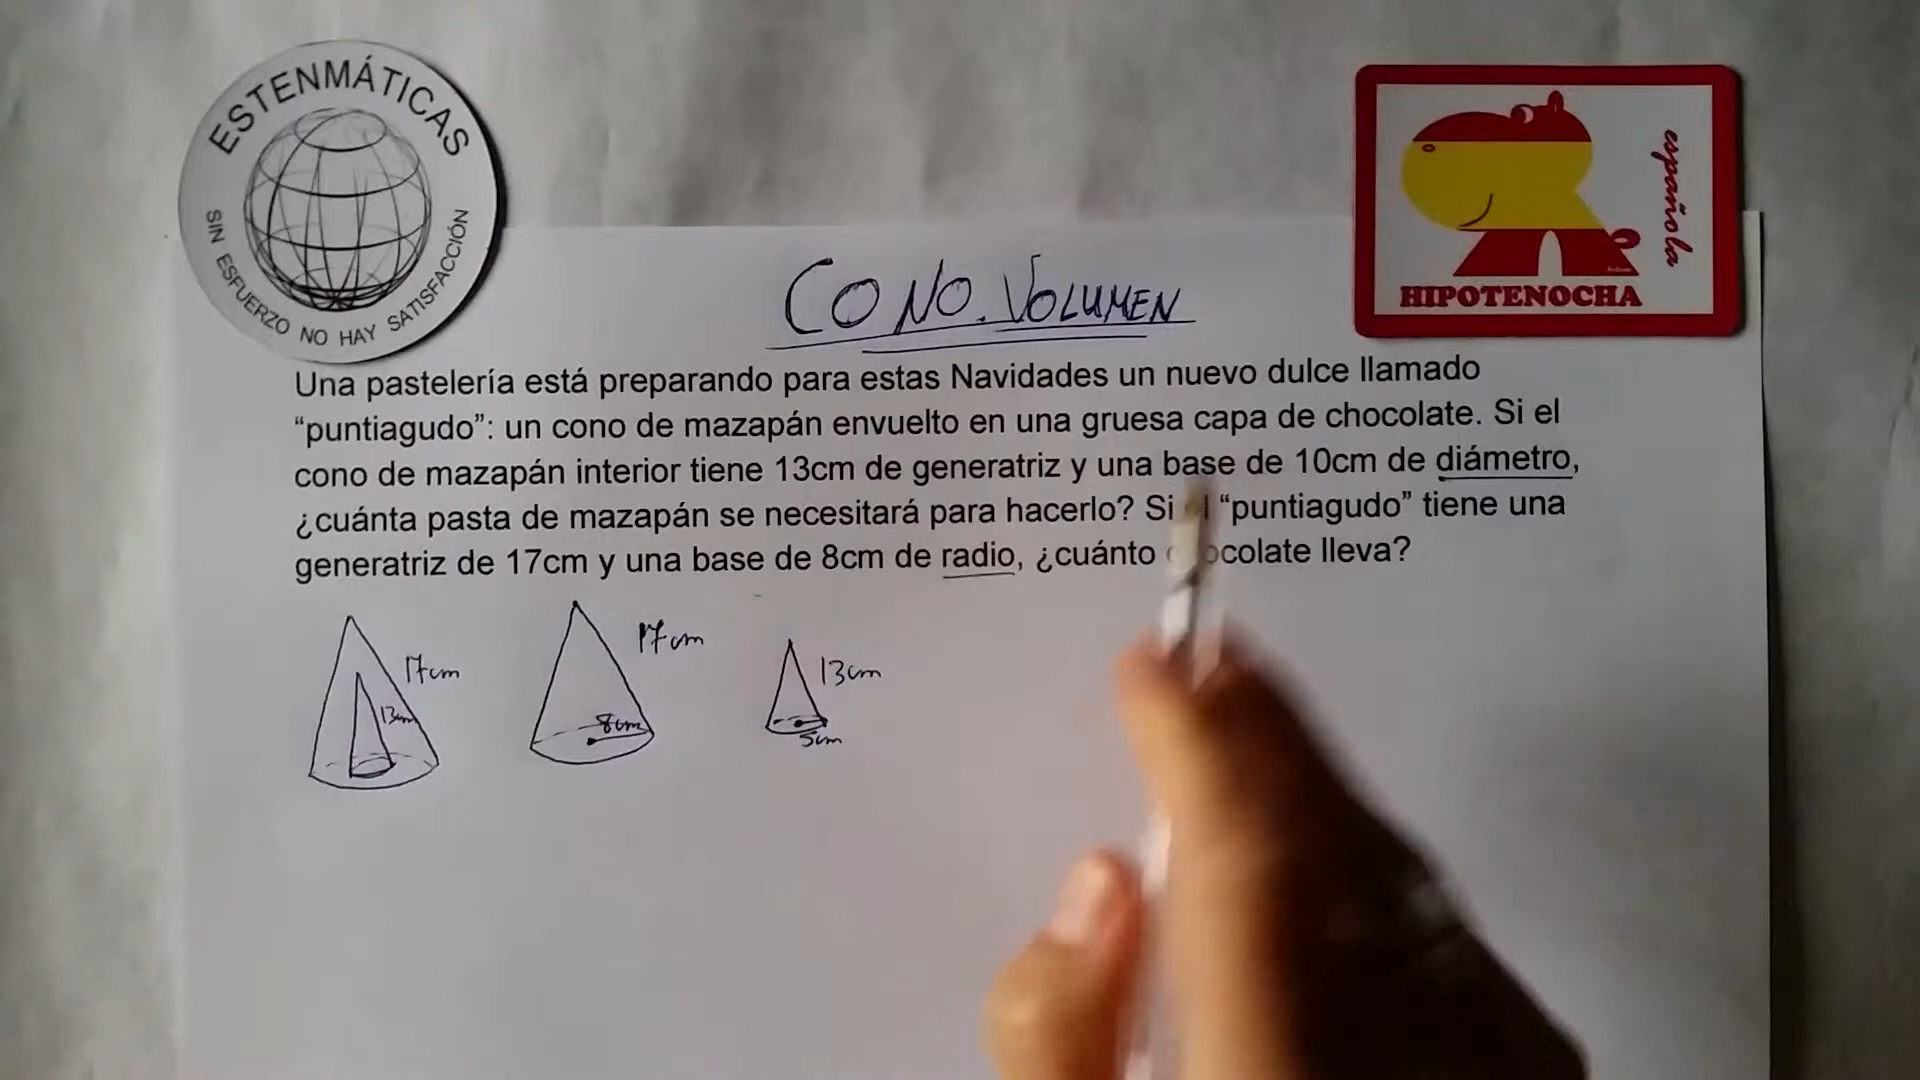 ESTENMÁTICAS
SIN ESFUERZO NO HAY SATISFACCIÓN
española
HIPOTENOCHA
CONO. VOLUMEN
Una pastelería está preparando para estas Navidades un nuevo dulce llamado
“puntiagudo”: un cono de mazapán envuelto en una gruesa capa de chocolate. Si el
cono de mazapán interior tiene 13cm de generatriz y una base de 10cm de diámetro,
¿cuánta pasta de mazapán se necesitará para hacerlo? Si el “puntiagudo” tiene una
generatriz de 17cm y una base de 8cm de radio, ¿cuánto chocolate lleva?
17cm
13cm
17cm
8cm
13cm
5cm